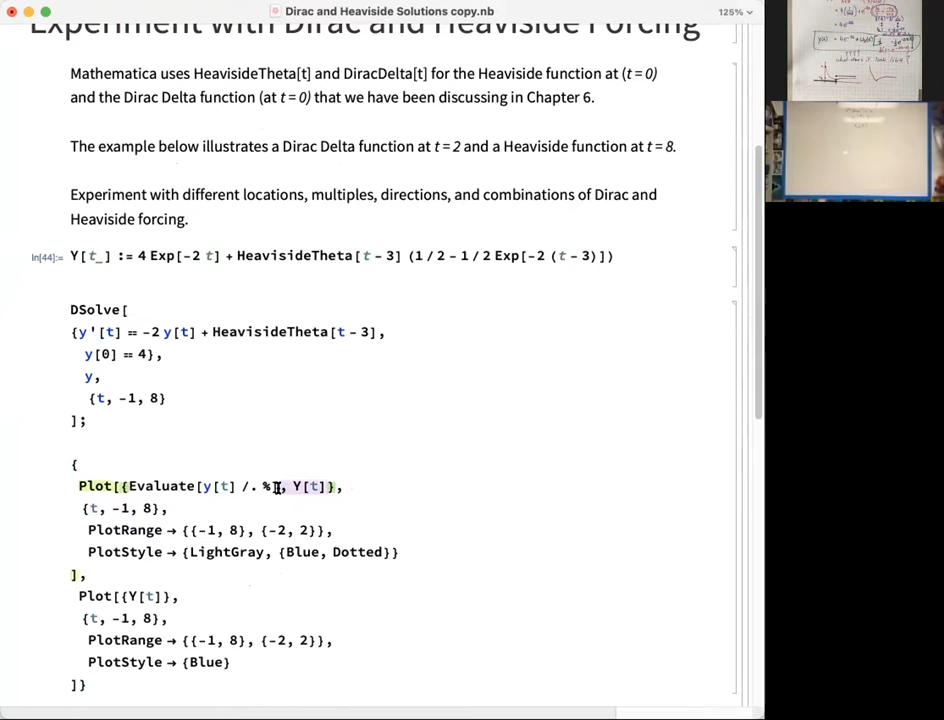 Dirac and Heaviside Solutions copy.nb
125%
Experiment with Dirac and Heaviside Forcing
Mathematica uses HeavisideTheta[t] and DiracDelta[t] for the Heaviside function at (t = 0)
and the Dirac Delta function (at t = 0) that we have been discussing in Chapter 6.
The example below illustrates a Dirac Delta function at t = 2 and a Heaviside function at t = 8.
Experiment with different locations, multiples, directions, and combinations of Dirac and
Heaviside forcing.
In[44]:= Y[t_] := 4 Exp[-2 t] + HeavisideTheta[t - 3] (1 / 2 - 1 / 2 Exp[-2 (t - 3)])
DSolve[
{y'[t] == -2 y[t] + HeavisideTheta[t - 3],
y[0] == 4},
y,
{t, -1, 8}
];
{
Plot[{Evaluate[y[t] /. %], Y[t]},
{t, -1, 8},
PlotRange → {{-1, 8}, {-2, 2}},
PlotStyle → {LightGray, {Blue, Dotted}}
],
Plot[{Y[t]},
{t, -1, 8},
PlotRange → {{-1, 8}, {-2, 2}},
PlotStyle → {Blue}
]}